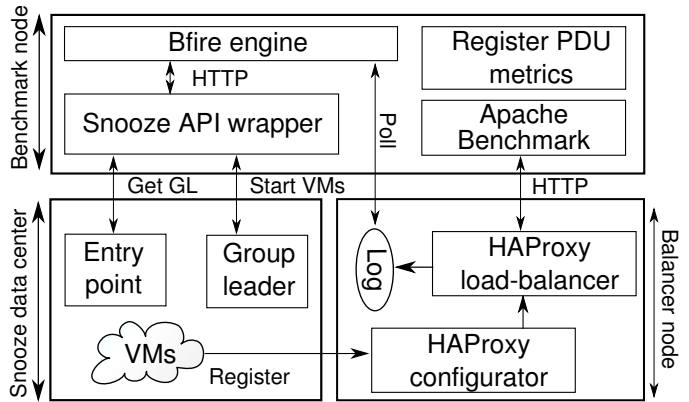 Benchmark node
Bfire engine
Register PDU
metrics
HTTP
Snooze API wrapper
Apache
Benchmark
Poll
Get GL
Start VMs
HTTP
Snooze data center
Entry
point
Group
leader
Log
HAProxy
load-balancer
Balancer node
VMs
Register
HAProxy
configurator